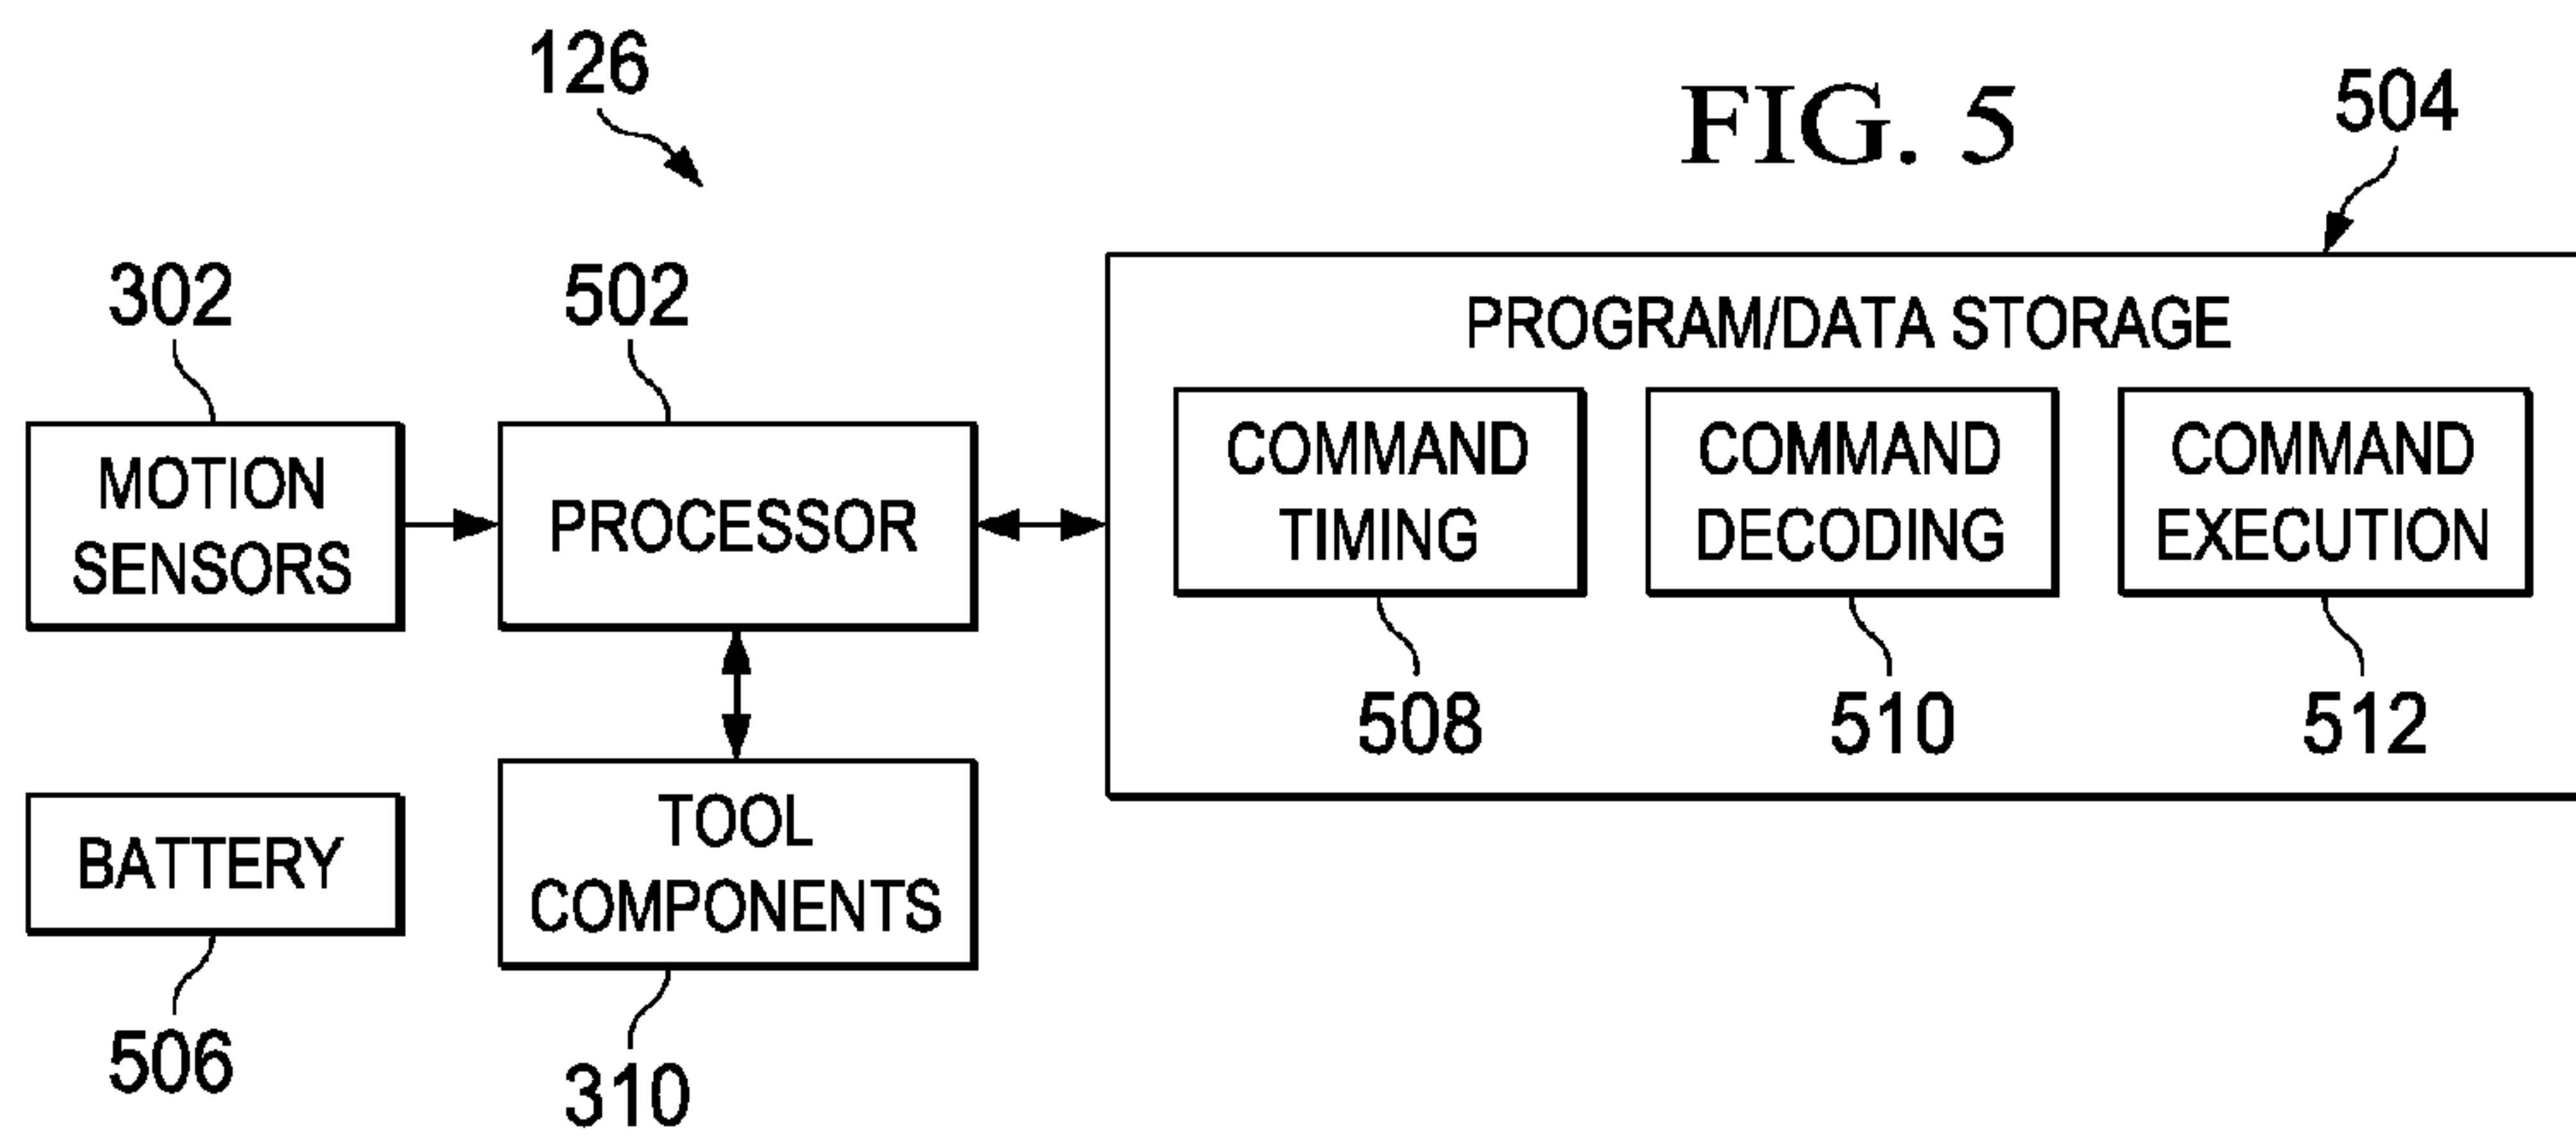 126
FIG. 5
504
302
502
PROGRAM/DATA STORAGE
MOTION
SENSORS
PROCESSOR
COMMAND
TIMING
COMMAND
DECODING
COMMAND
EXECUTION
508
510
512
BATTERY
TOOL
COMPONENTS
506
310